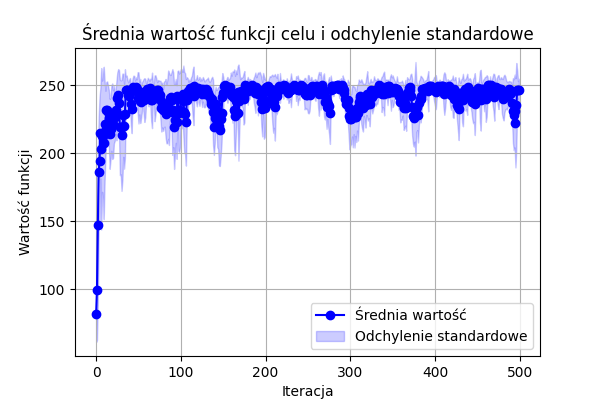 Średnia wartość funkcji celu i odchylenie standardowe
Wartość funkcji
250
200
150
100
0
100
200
300
400
500
Iteracja
Średnia wartość
Odchylenie standardowe